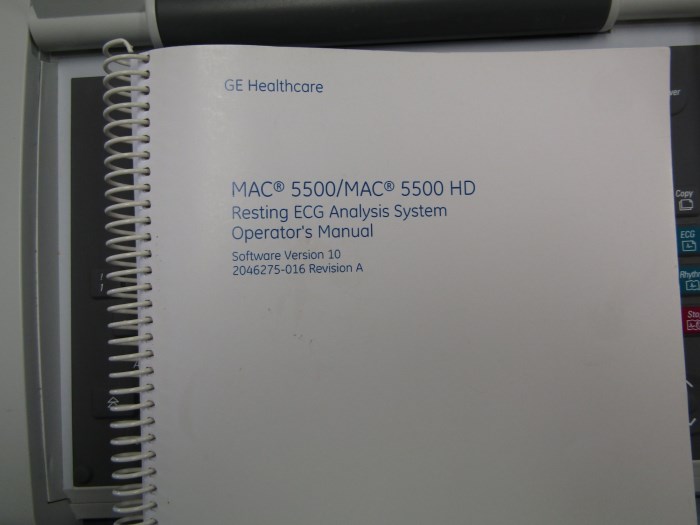 GE Healthcare
MAC® 5500/MAC® 5500 HD
Resting ECG Analysis System
Operator's Manual
Software Version 10
2046275-016 Revision A
Copy
ECG